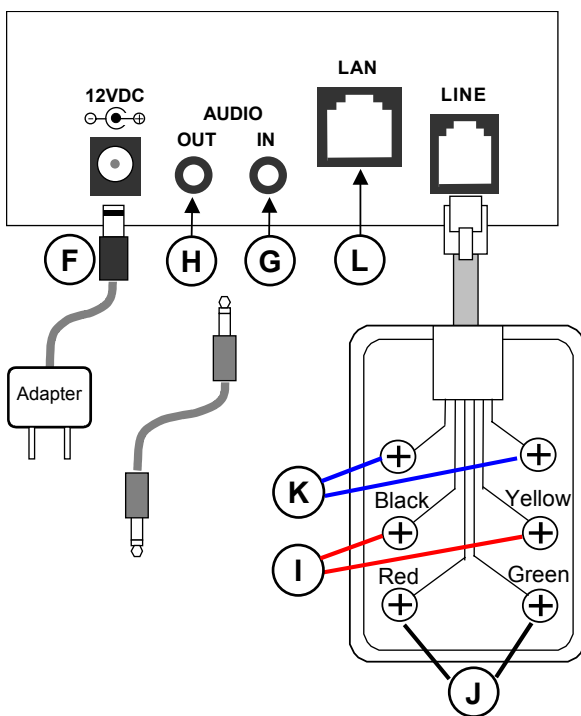 LAN
12VDC
LINE
AUDIO
OUT IN
F H G L
Adapter
K
Black Yellow
I
Red Green
J